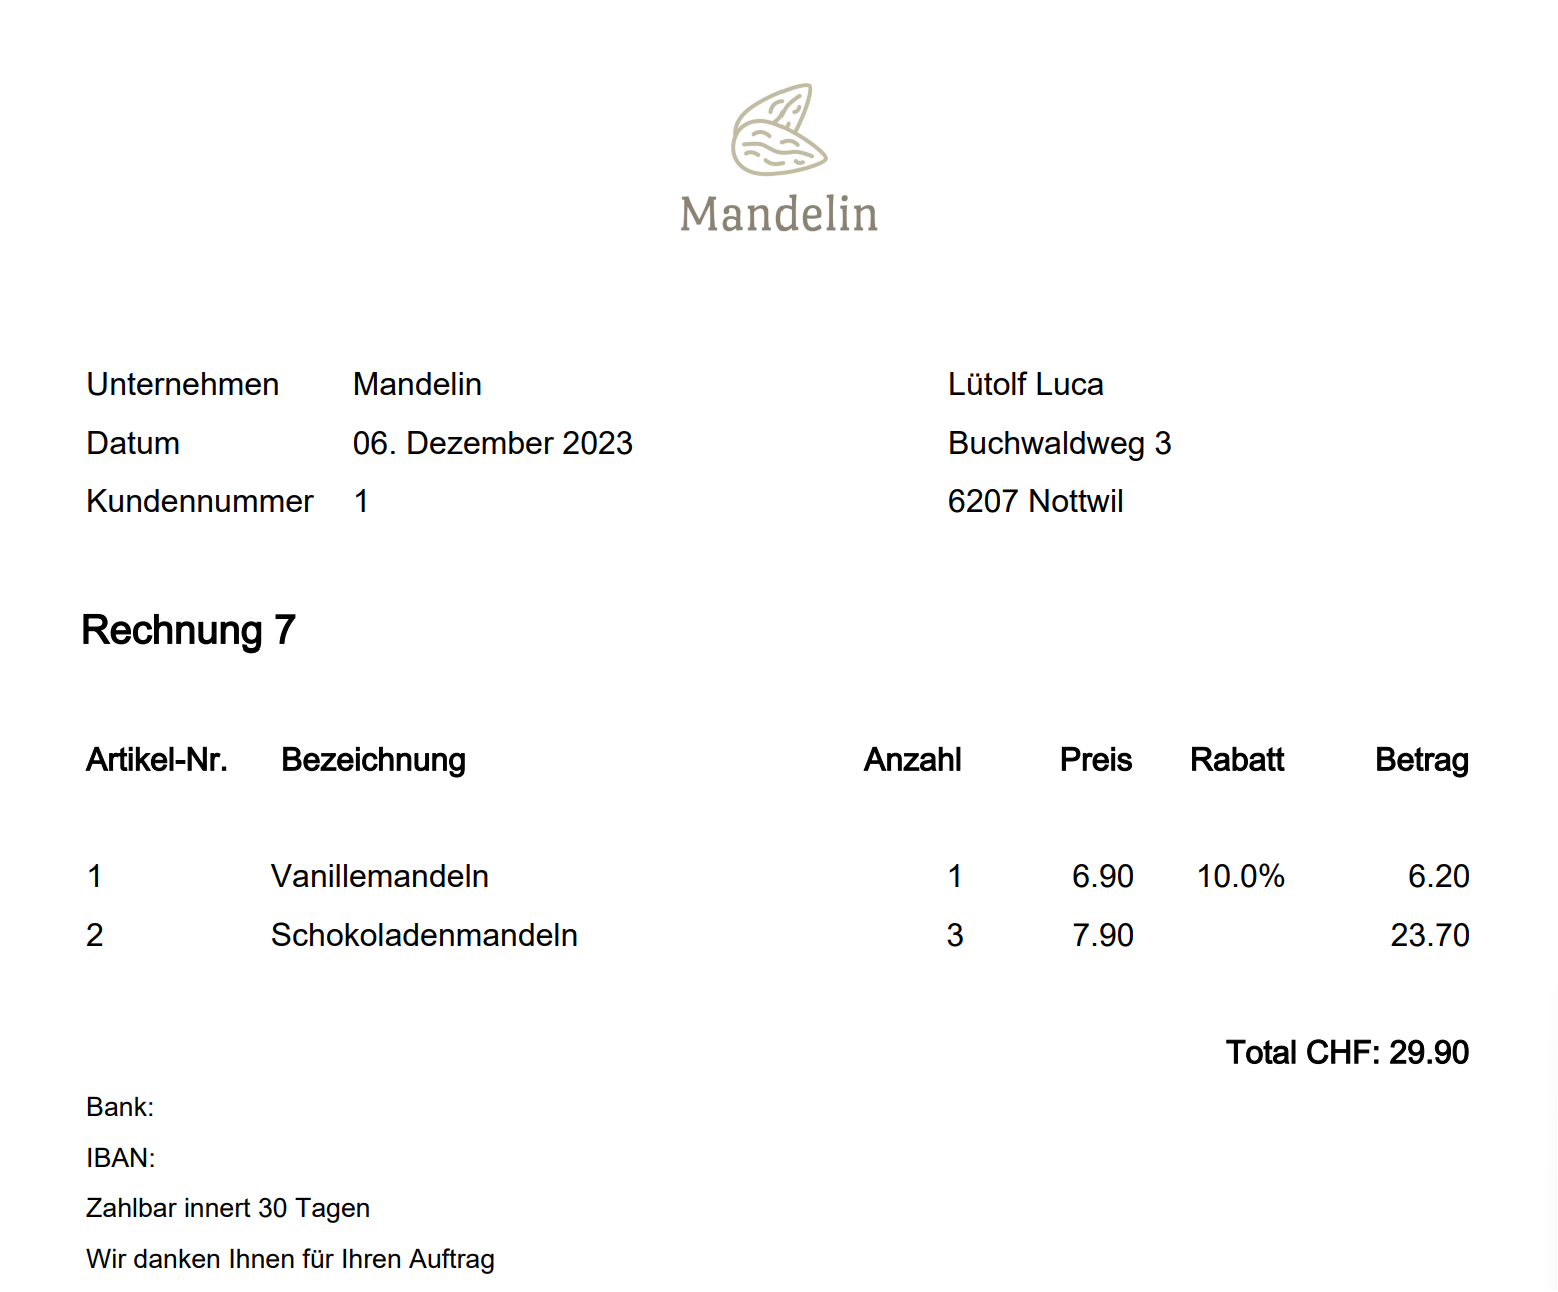 Mandelin
Unternehmen Mandelin Lütolf Luca
Datum 06. Dezember 2023 Buchwaldweg 3
Kundennummer 1 6207 Nottwil
Rechnung 7
Artikel-Nr. Bezeichnung Anzahl Preis Rabatt Betrag
1 Vanillemandeln 1 6.90 10.0% 6.20
2 Schokoladenmandeln 3 7.90 23.70
Total CHF: 29.90
Bank:
IBAN:
Zahlbar innert 30 Tagen
Wir danken Ihnen für Ihren Auftrag